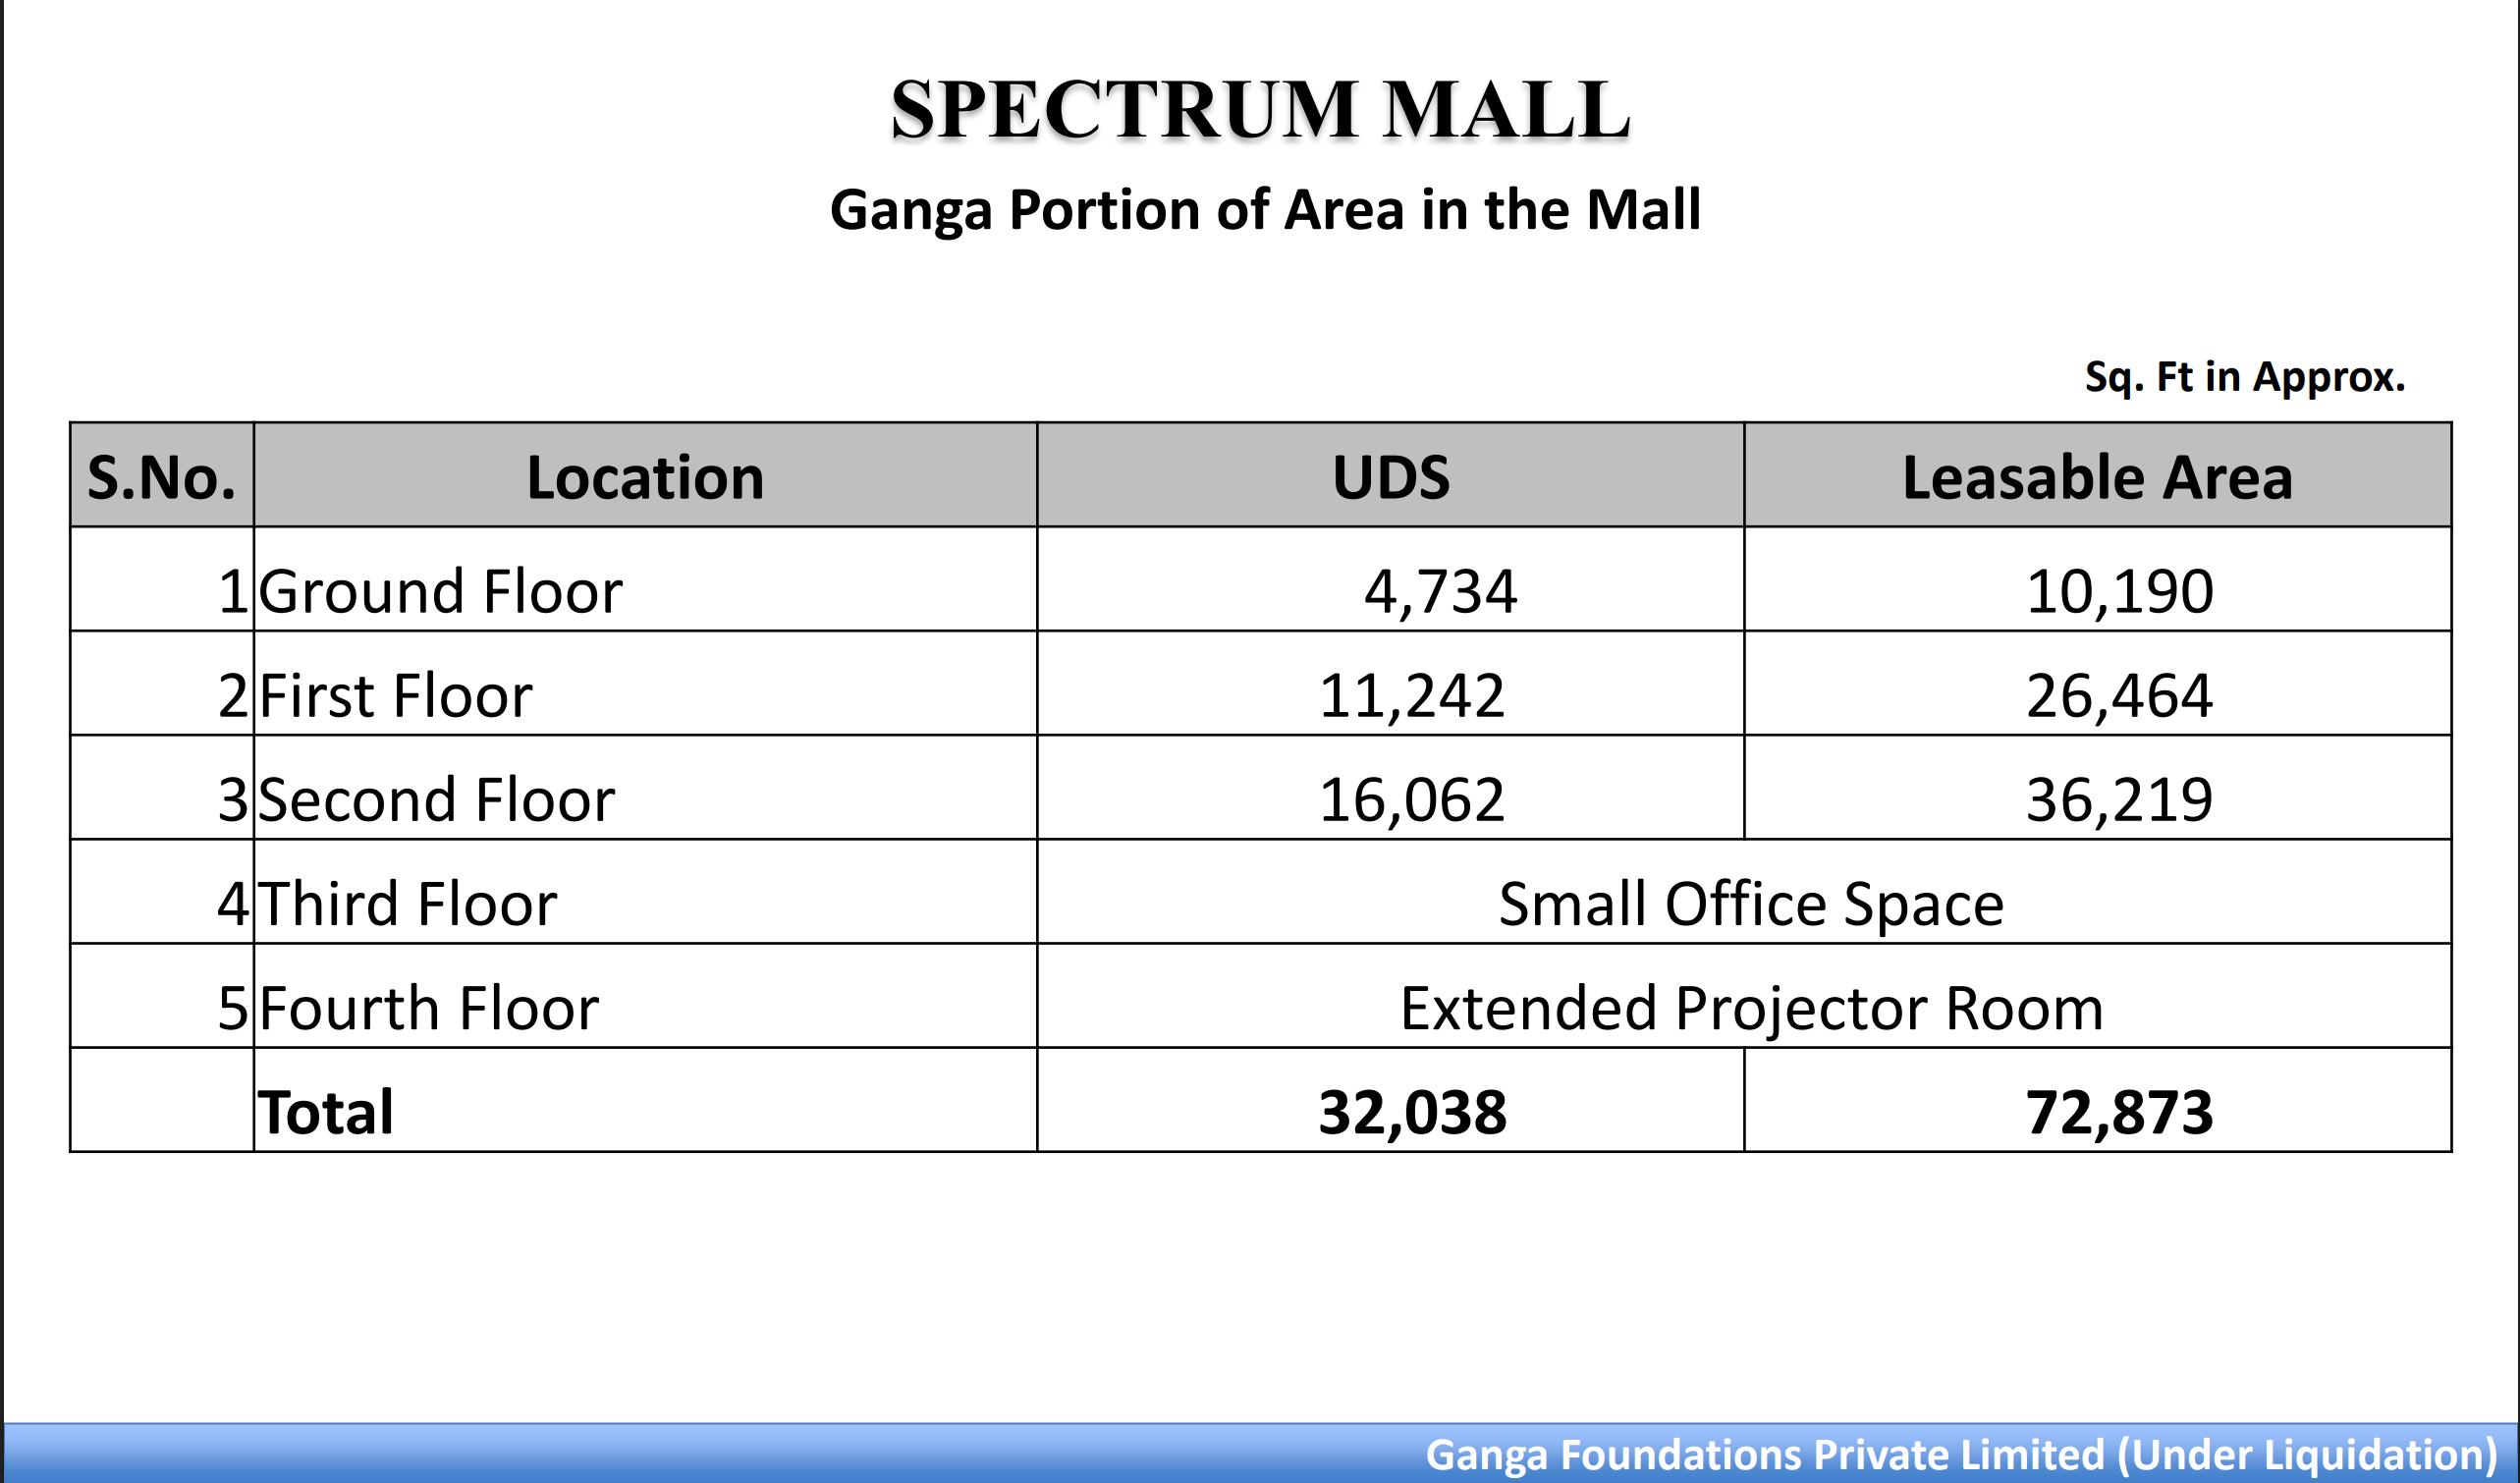 SPECTRUM MALL
Ganga Portion of Area in the Mall
Sq. Ft in Approx.
S.No. Location UDS Leasable Area
1 Ground Floor 4,734 10,190
2 First Floor 11,242 26,464
3 Second Floor 16,062 36,219
4 Third Floor Small Office Space
5 Fourth Floor Extended Projector Room
Total 32,038 72,873
Ganga Foundations Private Limited (Under Liquidation)